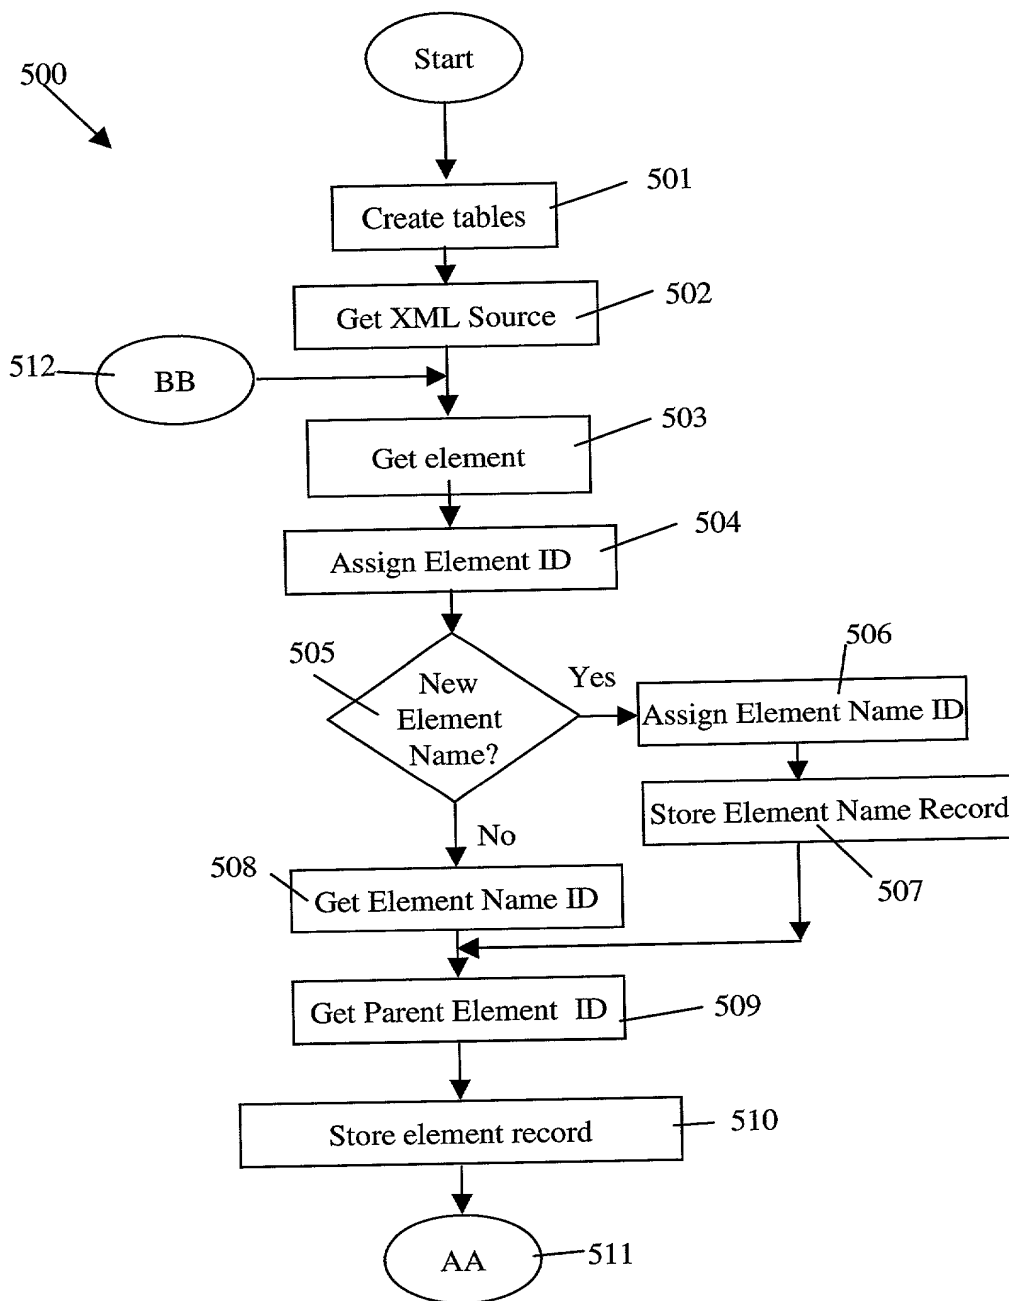 Start
500
501
Create tables
502
Get XML Source
512
BB
503
Get element
504
Assign Element ID
505
New
Element
Name?
Yes
506
Assign Element Name ID
Store Element Name Record
507
No
508
Get Element Name ID
Get Parent Element ID
509
Store element record
510
AA
511